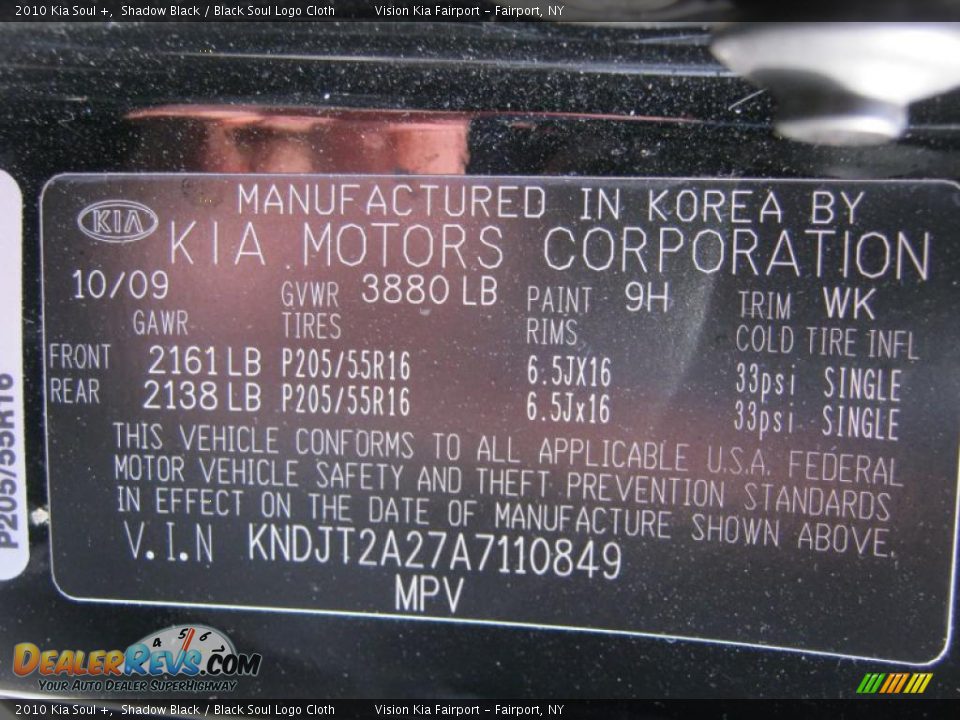 2010 Kia Soul +, Shadow Black / Black Soul Logo Cloth Vision Kia Fairport - Fairport, NY
MANUFACTURED IN KOREA BY
KIA KIA MOTORS CORPORATION
10/09 GVWR 3880 LB PAINT 9H TRIM WK
GAWR TIRES RIMS COLD TIRE INFL
FRONT 2161 LB P205/55R16 6.5JX16 33psi SINGLE
REAR 2138 LB P205/55R16 6.5Jx16 33psi SINGLE
THIS VEHICLE CONFORMS TO ALL APPLICABLE U.S.A. FEDERAL
MOTOR VEHICLE SAFETY AND THEFT PREVENTION STANDARDS
IN EFFECT ON THE DATE OF MANUFACTURE SHOWN ABOVE.
V.I.N KNDJT2A27A7110849
MPV
P205/55R16
4 5 6
DEALERREVS.COM
YOUR AUTO DEALER SUPERHIGHWAY
2010 Kia Soul +, Shadow Black / Black Soul Logo Cloth Vision Kia Fairport - Fairport, NY